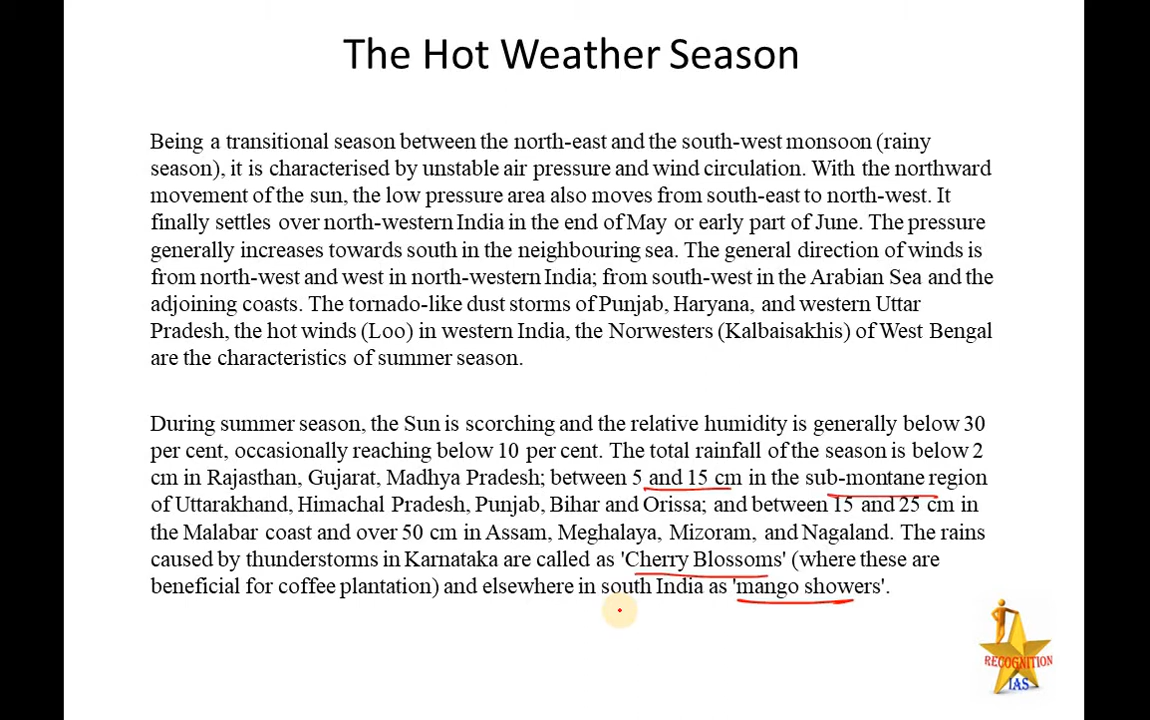 The Hot Weather Season
Being a transitional season between the north-east and the south-west monsoon (rainy
season), it is characterised by unstable air pressure and wind circulation. With the northward
movement of the sun, the low pressure area also moves from south-east to north-west. It
finally settles over north-western India in the end of May or early part of June. The pressure
generally increases towards south in the neighbouring sea. The general direction of winds is
from north-west and west in north-western India; from south-west in the Arabian Sea and the
adjoining coasts. The tornado-like dust storms of Punjab, Haryana, and western Uttar
Pradesh, the hot winds (Loo) in western India, the Norwesters (Kalbaisakhis) of West Bengal
are the characteristics of summer season.
During summer season, the Sun is scorching and the relative humidity is generally below 30
per cent, occasionally reaching below 10 per cent. The total rainfall of the season is below 2
cm in Rajasthan, Gujarat, Madhya Pradesh; between 5 and 15 cm in the sub-montane region
of Uttarakhand, Himachal Pradesh, Punjab, Bihar and Orissa; and between 15 and 25 cm in
the Malabar coast and over 50 cm in Assam, Meghalaya, Mizoram, and Nagaland. The rains
caused by thunderstorms in Karnataka are called as 'Cherry Blossoms' (where these are
beneficial for coffee plantation) and elsewhere in south India as 'mango showers'.
RECOGNITION
IAS